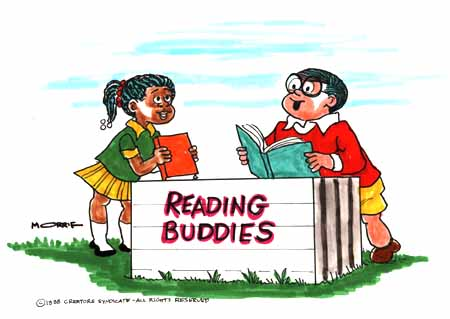 READING
BUDDIES
MORRIE
©1998 CREATORS SYNDICATE-ALL RIGHTS RESERVED